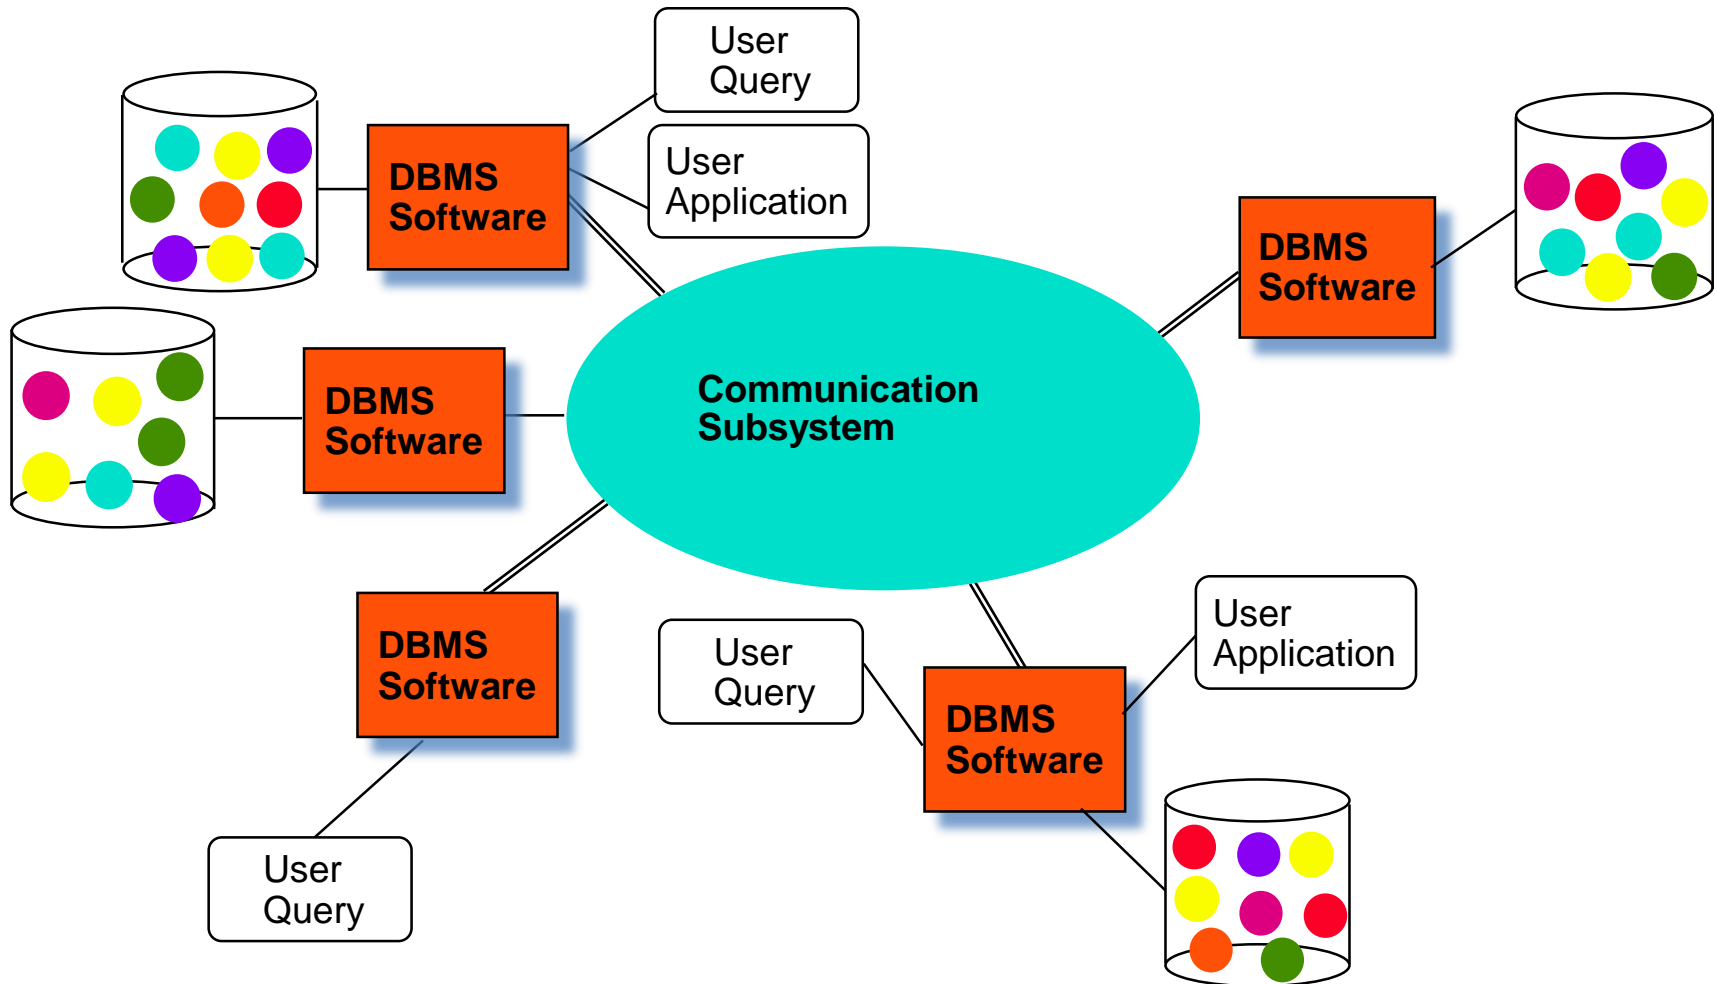 User
Query
User
Application
DBMS
Software
DBMS
Software
DBMS
Software
Communication
Subsystem
DBMS
Software
User
Query
User
Application
DBMS
Software
User
Query